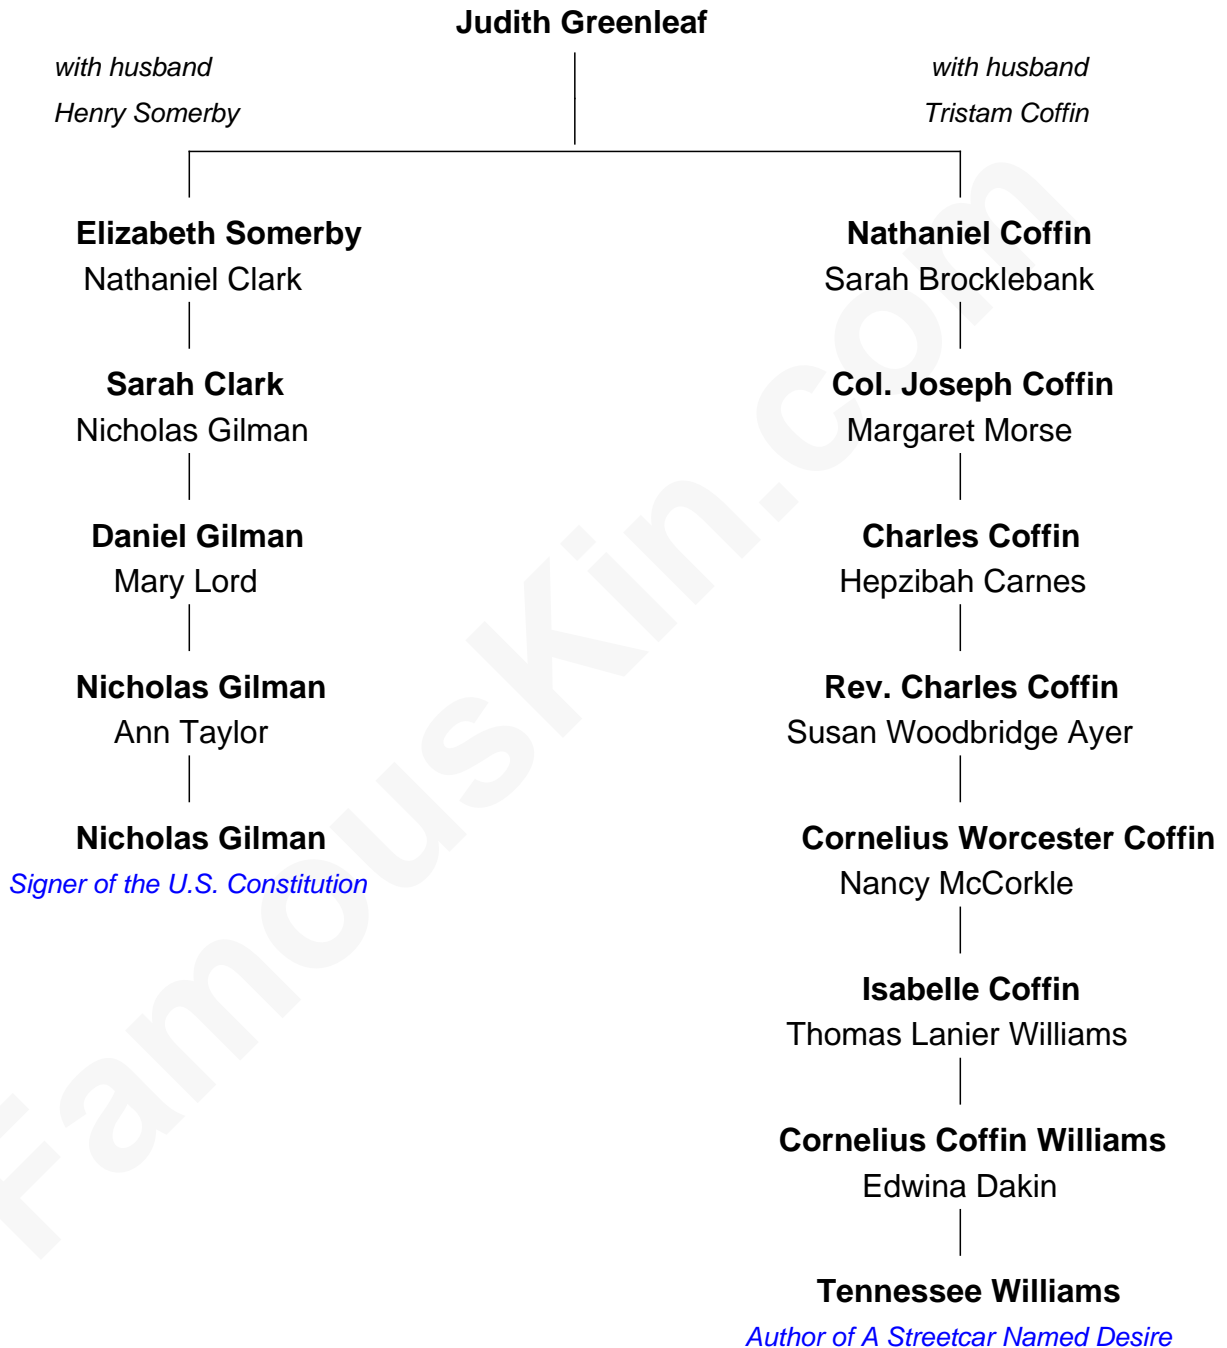 Judith Greenleaf
with husband
Henry Somerby
with husband
Tristam Coffin
Elizabeth Somerby
Nathaniel Clark
Sarah Clark
Nicholas Gilman
Daniel Gilman
Mary Lord
Nicholas Gilman
Ann Taylor
Nicholas Gilman
Signer of the U.S. Constitution
Nathaniel Coffin
Sarah Brocklebank
Col. Joseph Coffin
Margaret Morse
Charles Coffin
Hepzibah Carnes
Rev. Charles Coffin
Susan Woodbridge Ayer
Cornelius Worcester Coffin
Nancy McCorkle
Isabelle Coffin
Thomas Lanier Williams
Cornelius Coffin Williams
Edwina Dakin
Tennessee Williams
Author of A Streetcar Named Desire
FamousKin.com